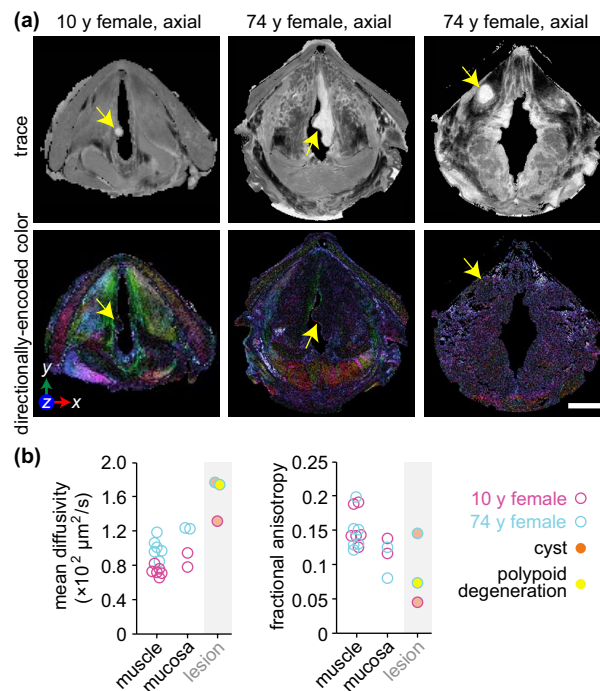 (a)
10 y female, axial
74 y female, axial
74 y female, axial
trace
directionally-encoded color
y
z
x
(b)
mean diffusivity
(×10⁻² μm²/s)
2.0
1.6
1.2
0.8
0.4
0
muscle
mucosa
lesion
fractional anisotropy
0.25
0.2
0.15
0.1
0.05
0
muscle
mucosa
lesion
10 y female
74 y female
cyst
polypoid
degeneration